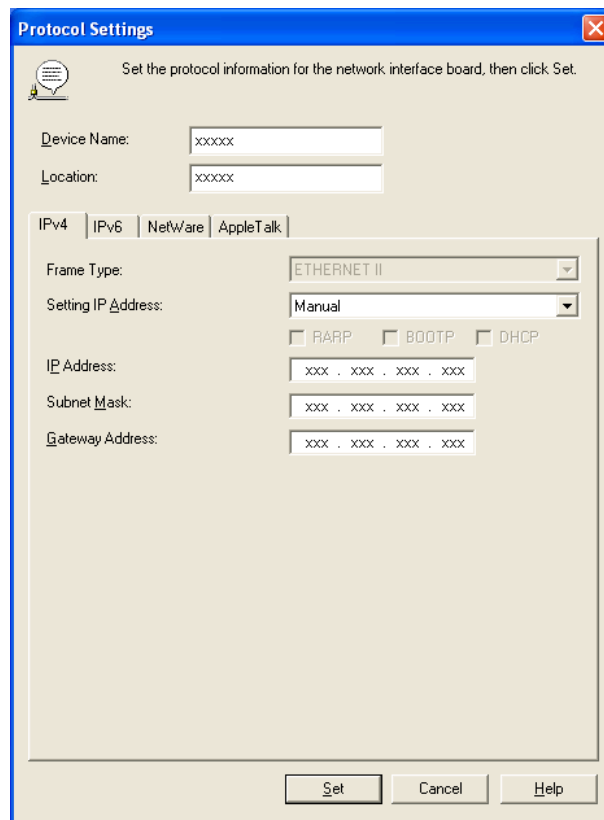 Protocol Settings
Set the protocol information for the network interface board, then click Set.
Device Name: xxxxx
Location: xxxxx
IPv4 IPv6 NetWare AppleTalk
Frame Type: ETHERNET II
Setting IP Address: Manual
RARP BOOTP DHCP
IP Address: xxx . xxx . xxx . xxx
Subnet Mask: xxx . xxx . xxx . xxx
Gateway Address: xxx . xxx . xxx . xxx
Set Cancel Help